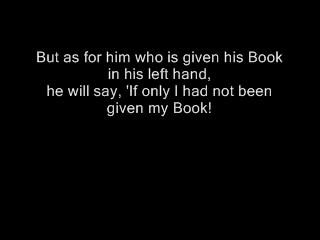 But as for him who is given his Book
in his left hand,
he will say, 'If only I had not been
given my Book!